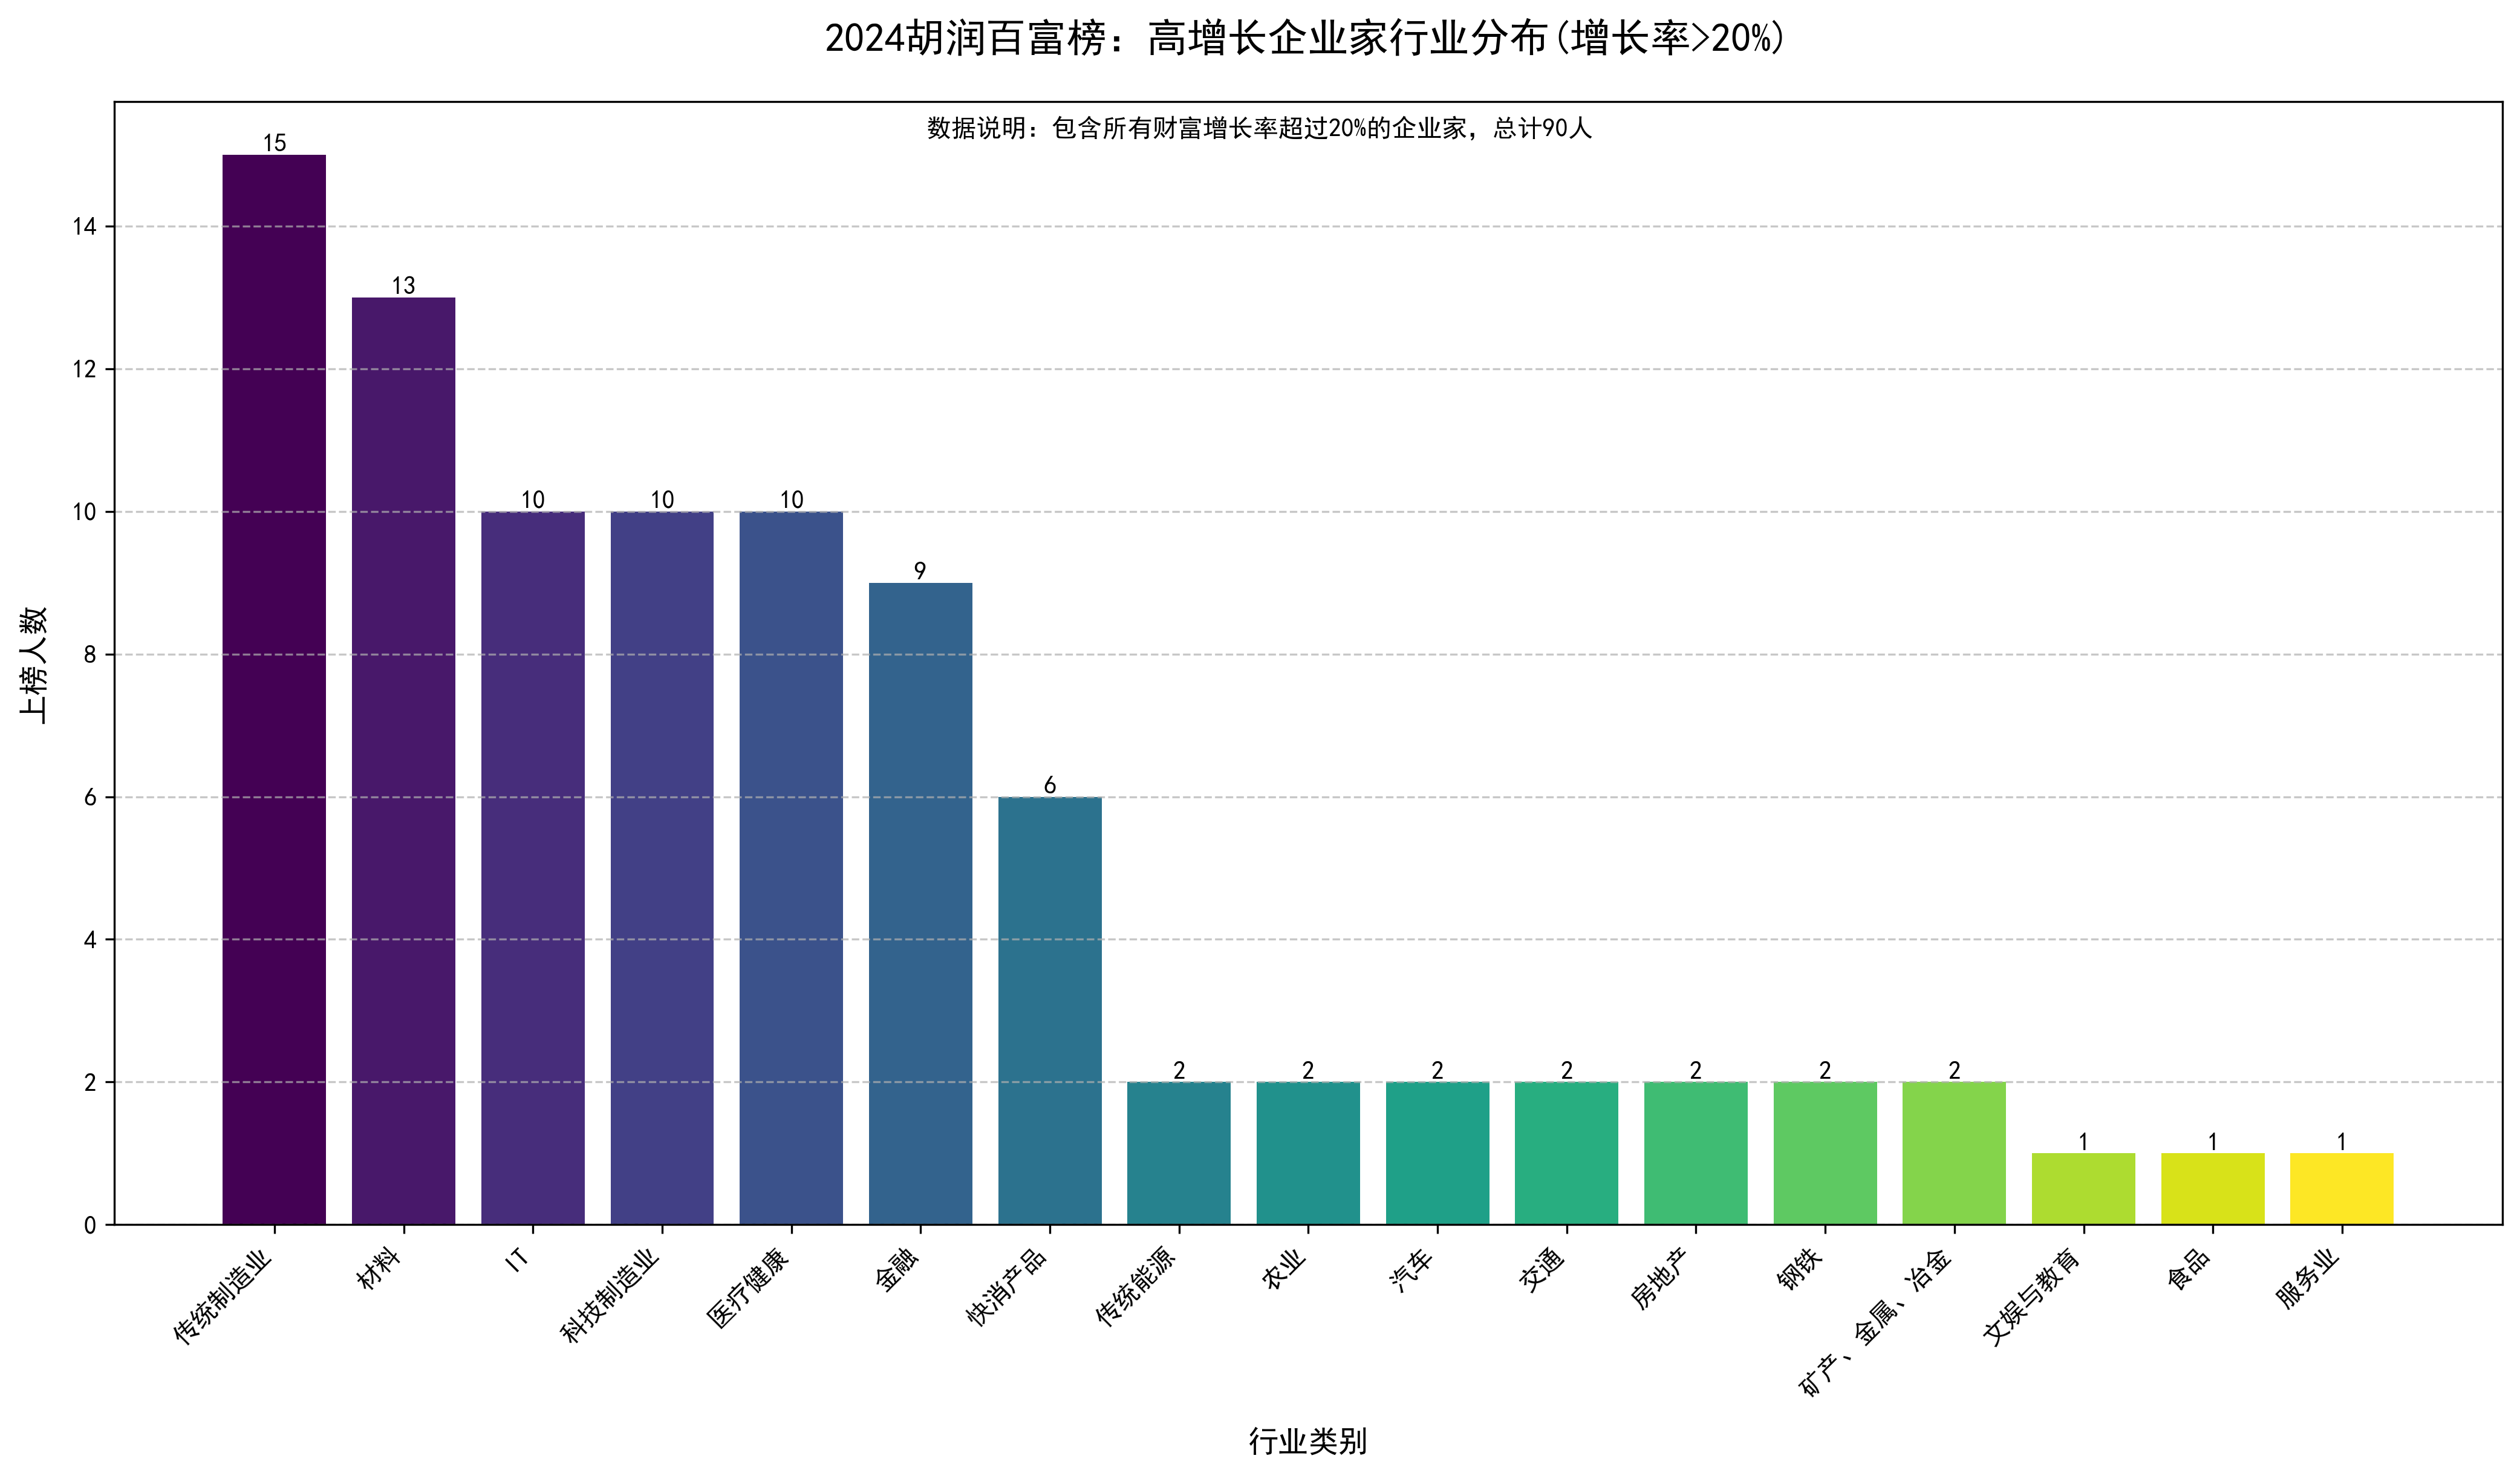 2024胡润百富榜：高增长企业家行业分布(增长率>20%)
数据说明：包含所有财富增长率超过20%的企业家，总计90人
上榜人数
14
12
10
8
6
4
2
0
15
13
10
10
10
9
6
2
2
2
2
2
2
2
1
1
1
传统制造业
材料
IT
科技制造业
医疗健康
金融
快消产品
传统能源
农业
汽车
交通
房地产
钢铁
矿产、金属、冶金
文娱与教育
食品
服务业
行业类别